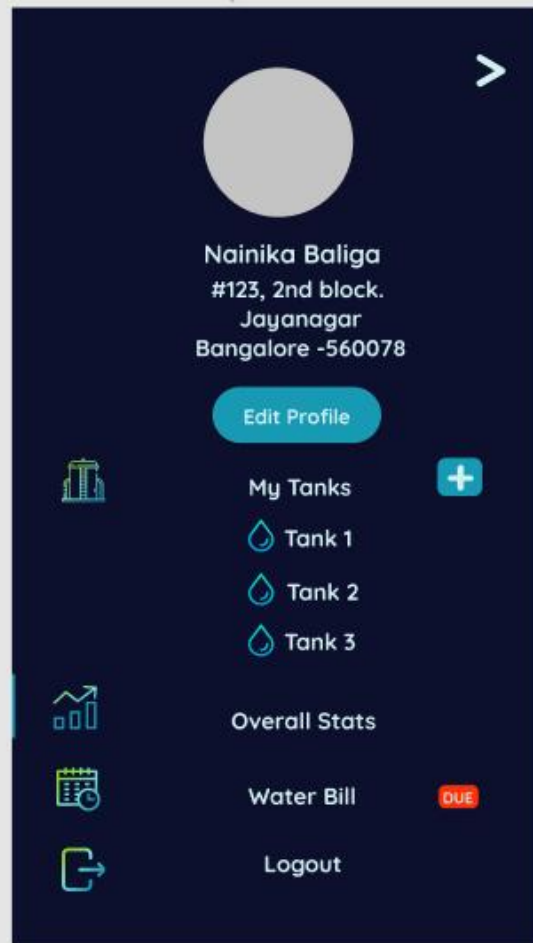 >
Nainika Baliga
#123, 2nd block.
Jayanagar
Bangalore -560078
Edit Profile
My Tanks +
Tank 1
Tank 2
Tank 3
Overall Stats
Water Bill DUE
Logout